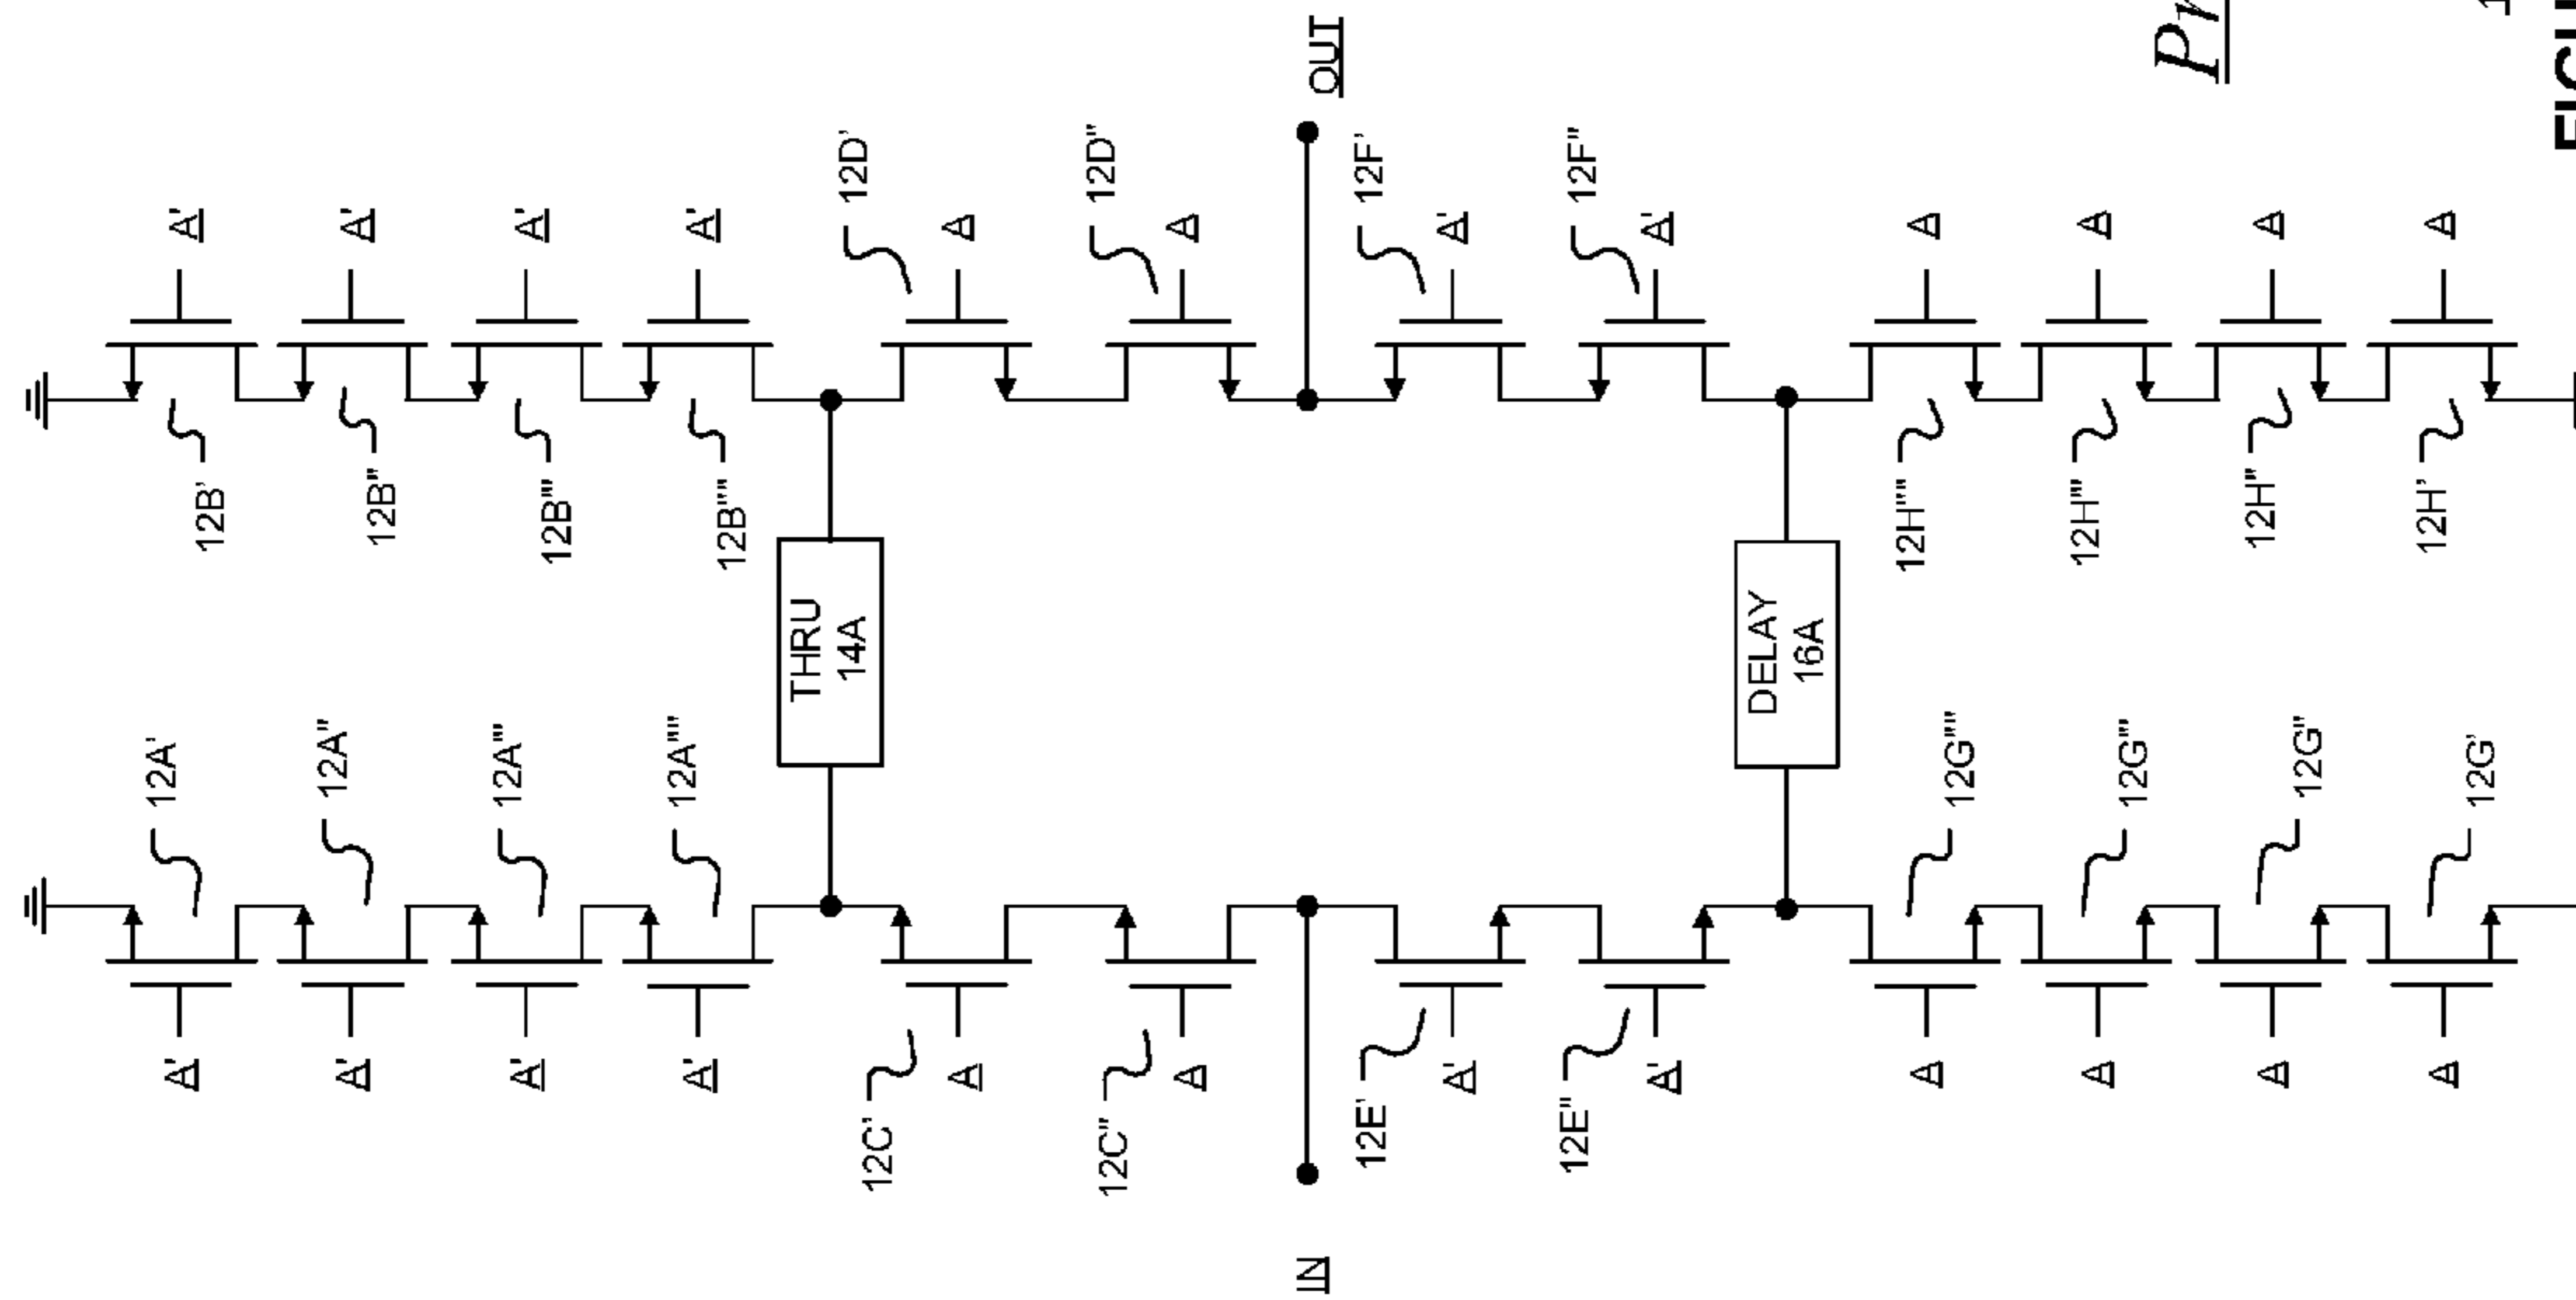 A'
A'
A'
A'
12D'
A
12D"
A
OUT
12F'
A'
12F"
A'
A
A
A
A
12B'
12B"
12B"'
12B""
12H""
12H"'
12H"
12H'
THRU
14A
DELAY
16A
12A'
12A"
12A"'
12A""
12G""
12G"'
12G"
12G'
A'
A'
A'
A'
12C'
A
12C"
A
IN
12E'
A'
12E"
A'
A
A
A
A